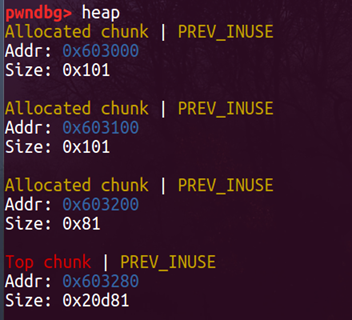 pwndbg> heap
Allocated chunk | PREV_INUSE
Addr: 0x603000
Size: 0x101
Allocated chunk | PREV_INUSE
Addr: 0x603100
Size: 0x101
Allocated chunk | PREV_INUSE
Addr: 0x603200
Size: 0x81
Top chunk | PREV_INUSE
Addr: 0x603280
Size: 0x20d81